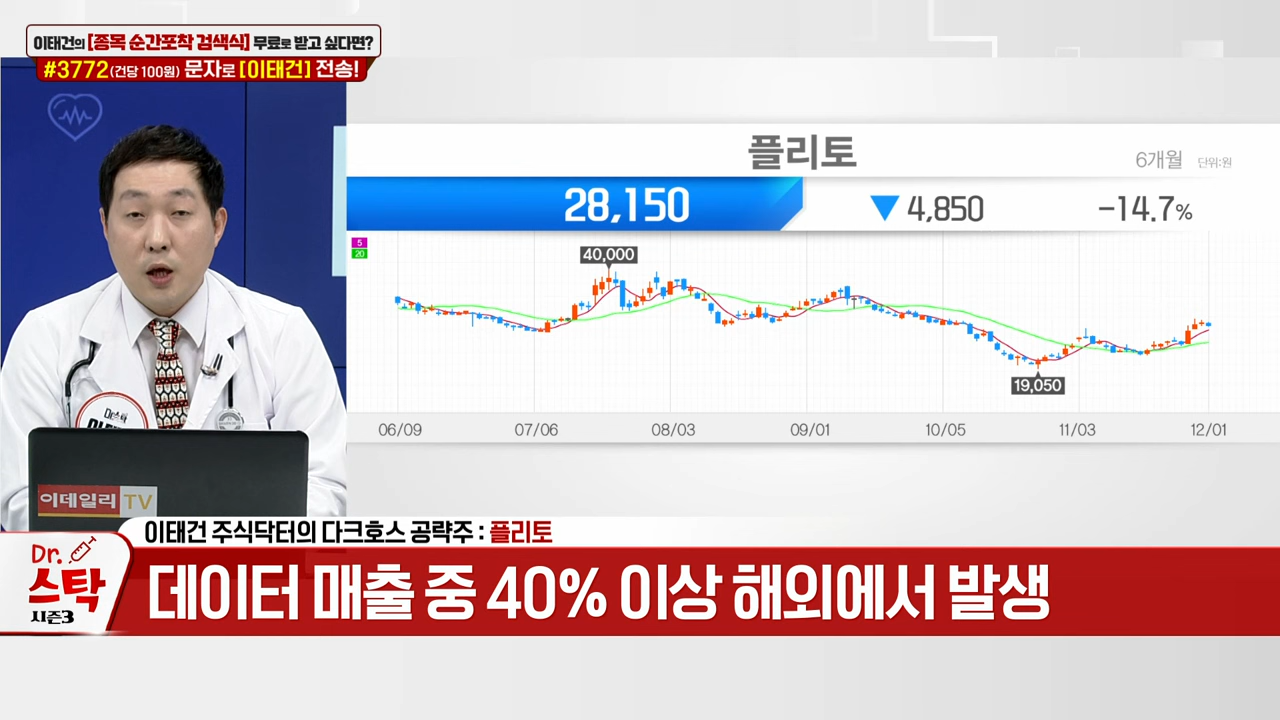 이태건의 [종목 순간포착 검색식] 무료로 받고 싶다면?
#3772(건당 100원) 문자로 [이태건] 전송!
플리토
6개월 단위:원
28,150 ▼ 4,850 -14.7%
5
20
40,000
19,050
06/09 07/06 08/03 09/01 10/05 11/03 12/01
Dr.스탁
이데일리 TV
이태건 주식닥터의 다크호스 공략주 : 플리토
Dr.
스탁
시즌3
데이터 매출 중 40% 이상 해외에서 발생